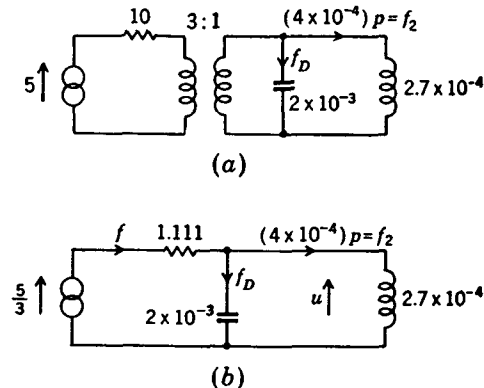 10
3:1
(4×10⁻⁴) p = f₂
5
f_D
2×10⁻³
2.7×10⁻⁴
(a)
f
1.111
(4×10⁻⁴) p = f₂
5/3
f_D
2×10⁻³
u
2.7×10⁻⁴
(b)